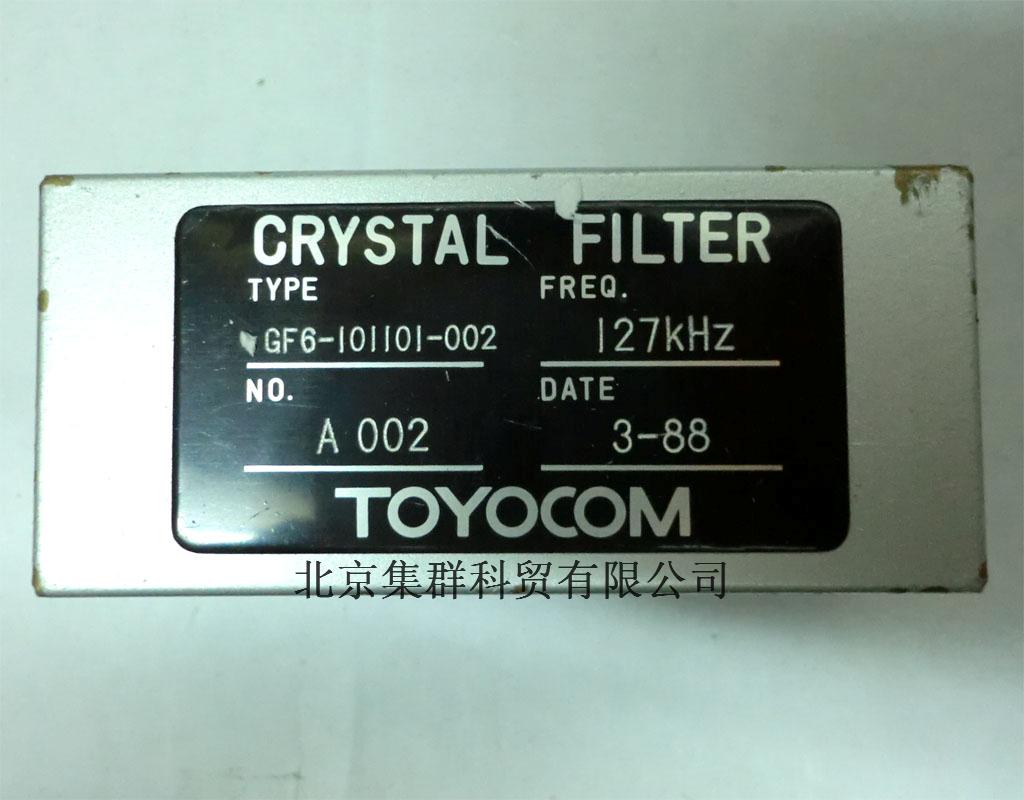 CRYSTAL FILTER
TYPE FREQ.
GF6-101101-002 127kHz
NO. DATE
A 002 3-88
TOYOCOM
北京集群科贸有限公司